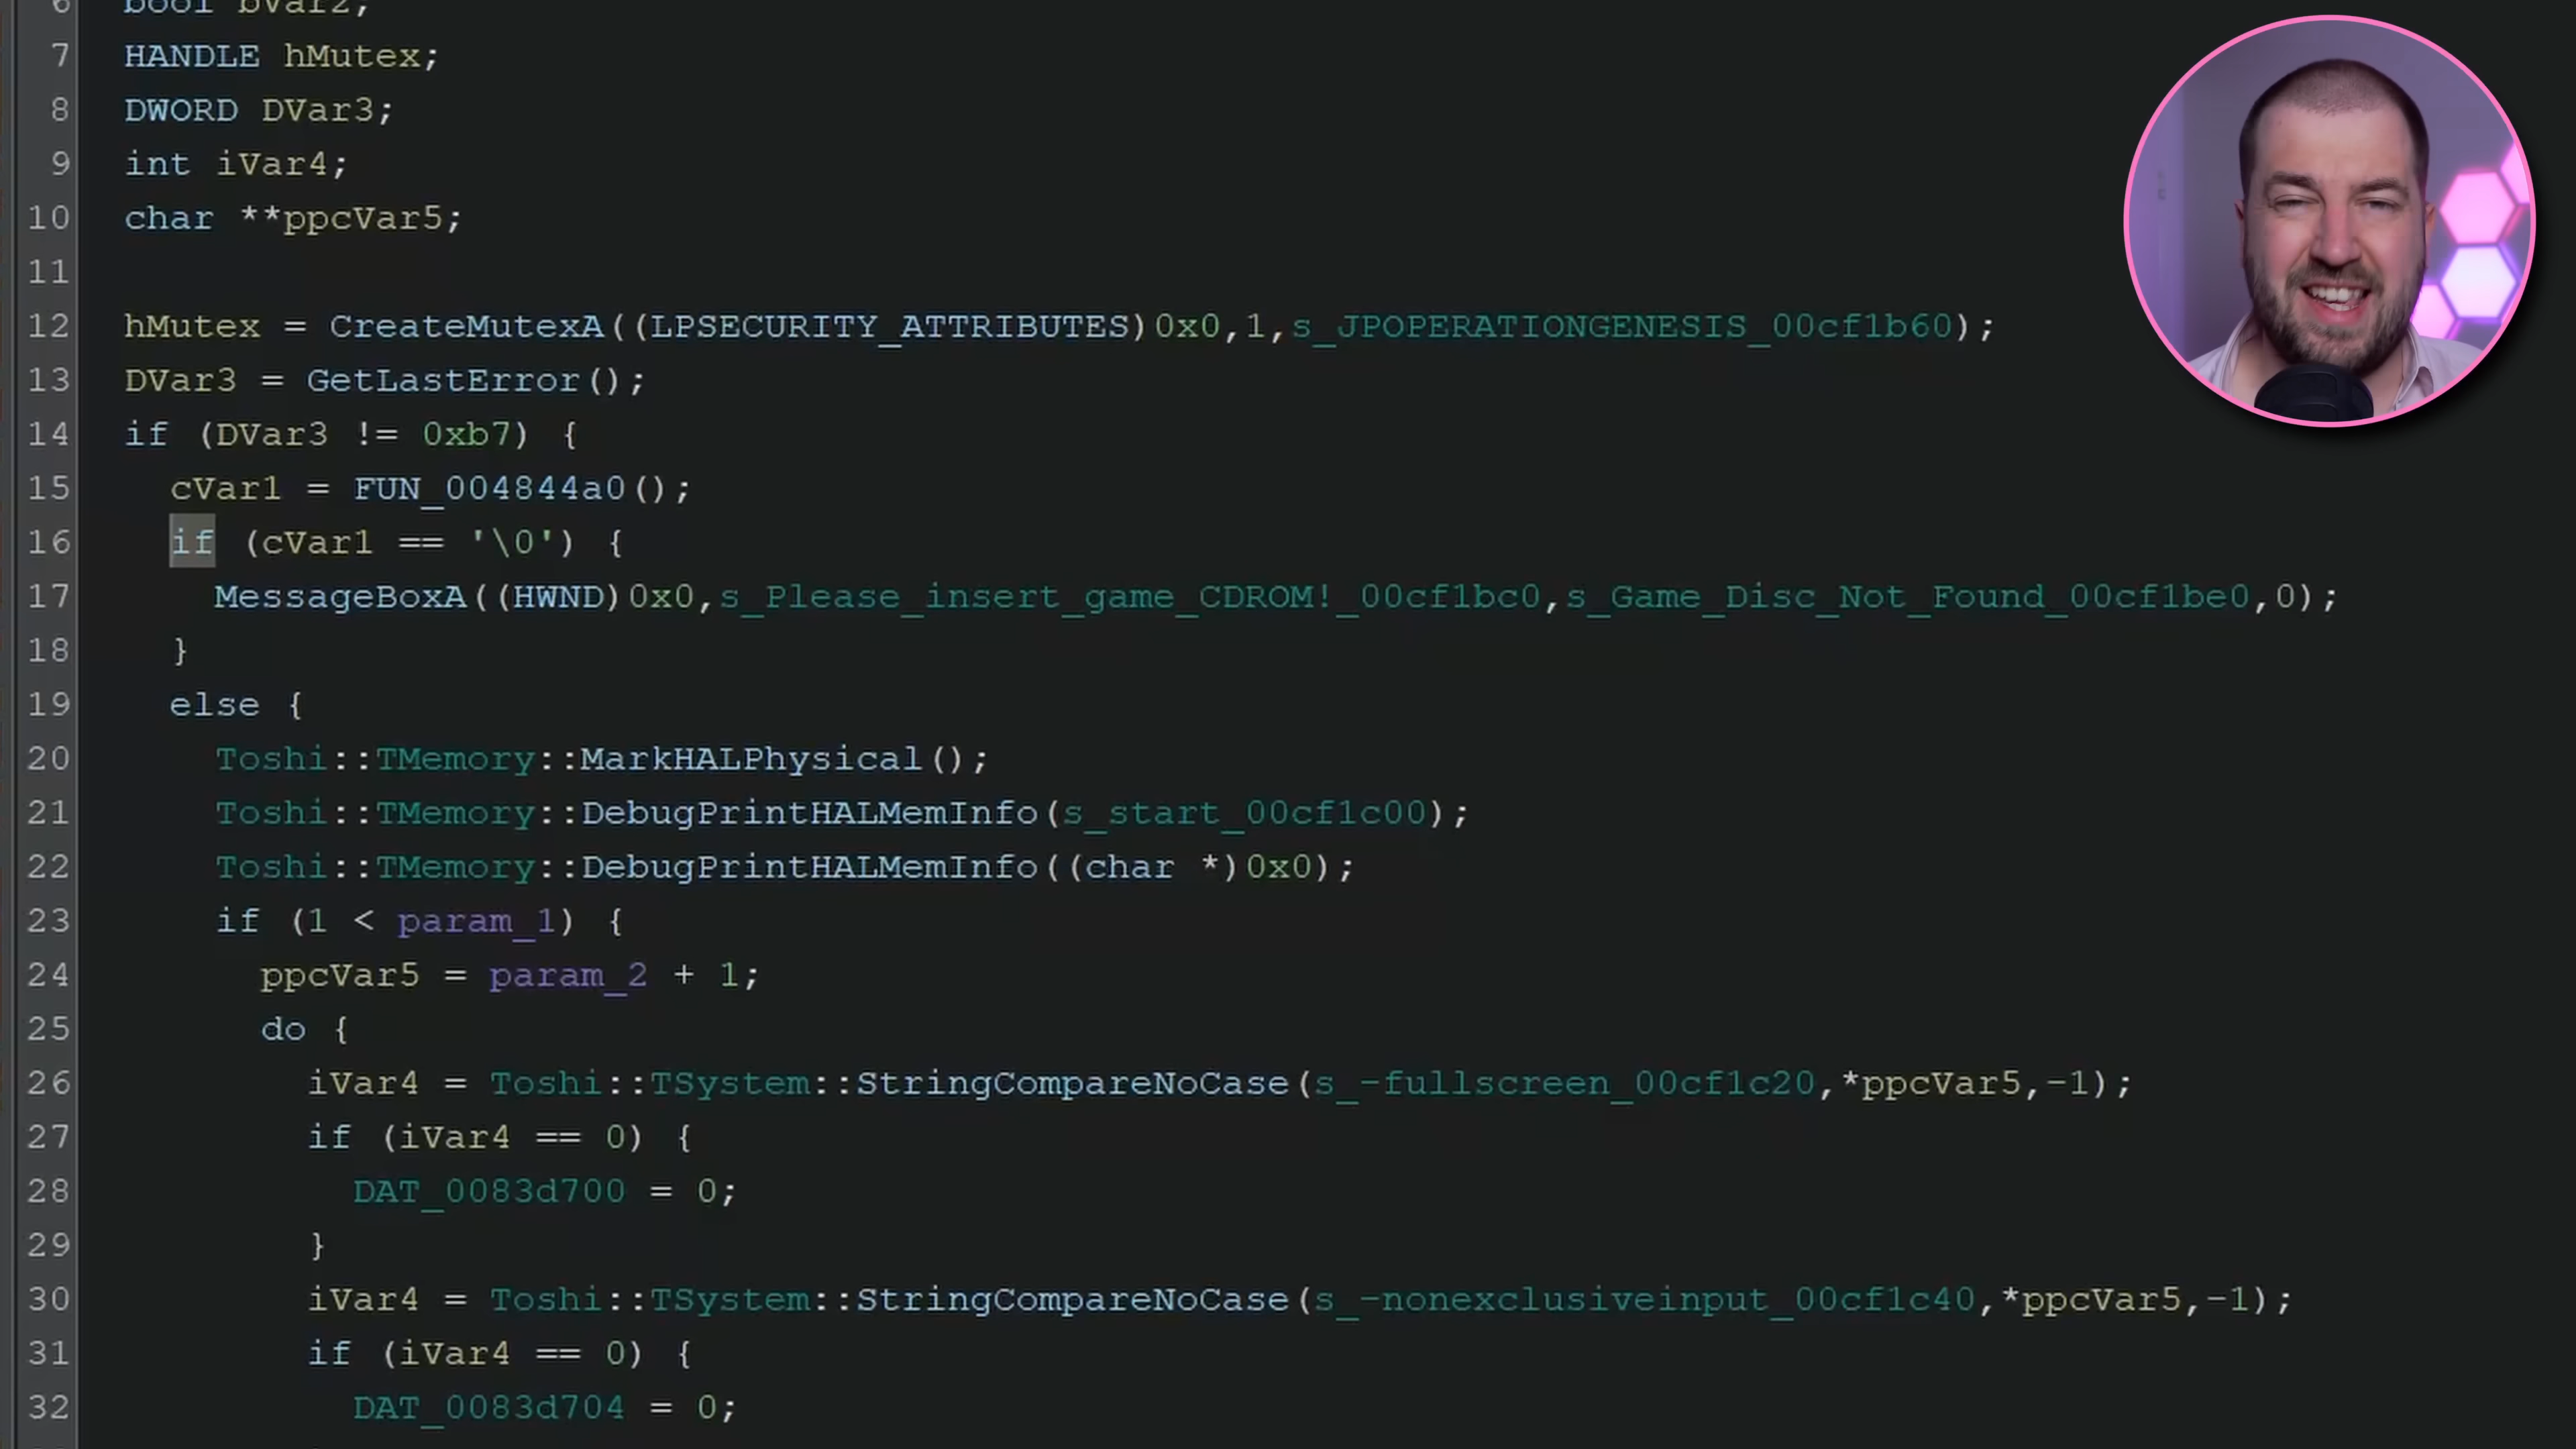 6 bool bVar2;
7 HANDLE hMutex;
8 DWORD DVar3;
9 int iVar4;
10 char **ppcVar5;
11
12 hMutex = CreateMutexA((LPSECURITY_ATTRIBUTES)0x0,1,s_JPOPERATIONGENESIS_00cf1b60);
13 DVar3 = GetLastError();
14 if (DVar3 != 0xb7) {
15 cVar1 = FUN_004844a0();
16 if (cVar1 == '\0') {
17 MessageBoxA((HWND)0x0,s_Please_insert_game_CDROM!_00cf1bc0,s_Game_Disc_Not_Found_00cf1be0,0);
18 }
19 else {
20 Toshi::TMemory::MarkHALPhysical();
21 Toshi::TMemory::DebugPrintHALMemInfo(s_start_00cf1c00);
22 Toshi::TMemory::DebugPrintHALMemInfo((char *)0x0);
23 if (1 < param_1) {
24 ppcVar5 = param_2 + 1;
25 do {
26 iVar4 = Toshi::TSystem::StringCompareNoCase(s_-fullscreen_00cf1c20,*ppcVar5,-1);
27 if (iVar4 == 0) {
28 DAT_0083d700 = 0;
29 }
30 iVar4 = Toshi::TSystem::StringCompareNoCase(s_-nonexclusiveinput_00cf1c40,*ppcVar5,-1);
31 if (iVar4 == 0) {
32 DAT_0083d704 = 0;